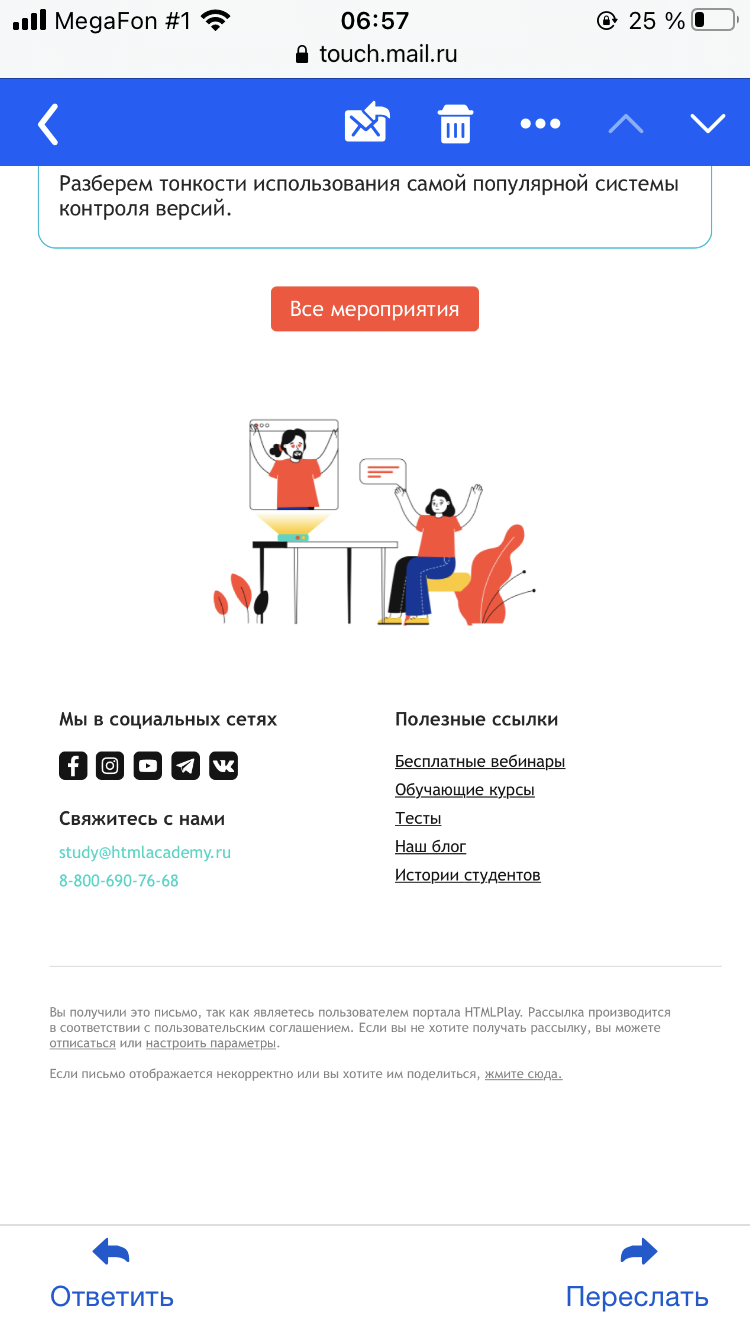 MegaFon #1 06:57 25 %
touch.mail.ru
Разберем тонкости использования самой популярной системы
контроля версий.
Все мероприятия
Мы в социальных сетях
Свяжитесь с нами
study@htmlacademy.ru
8-800-690-76-68
Полезные ссылки
Бесплатные вебинары
Обучающие курсы
Тесты
Наш блог
Истории студентов
Вы получили это письмо, так как являетесь пользователем портала HTMLPlay. Рассылка производится
в соответствии с пользовательским соглашением. Если вы не хотите получать рассылку, вы можете
отписаться или настроить параметры.
Если письмо отображается некорректно или вы хотите им поделиться, жмите сюда.
Ответить
Переслать